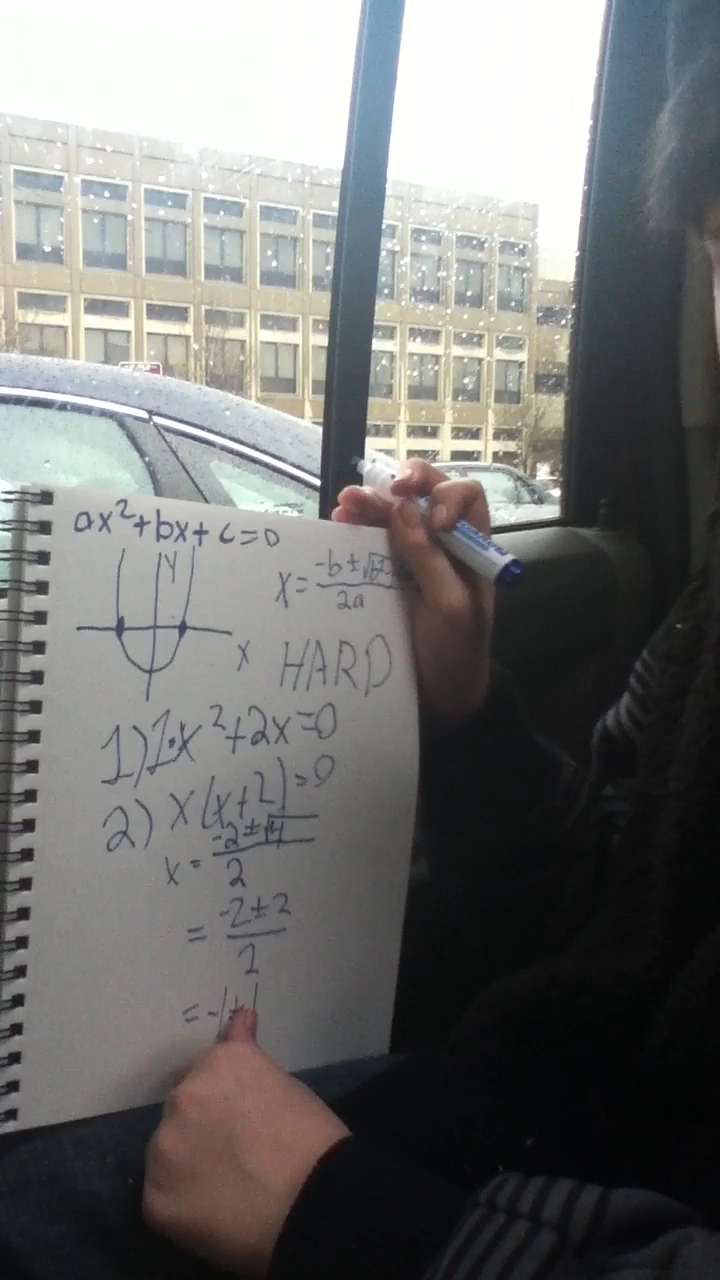 ax²+bx+c=0
y
x
x= -b±√b²
2a
HARD
1) 1·x²+2x=0
2) x(x+2)=0
x= -2±√4
2
= -2±2
2
= -1±1